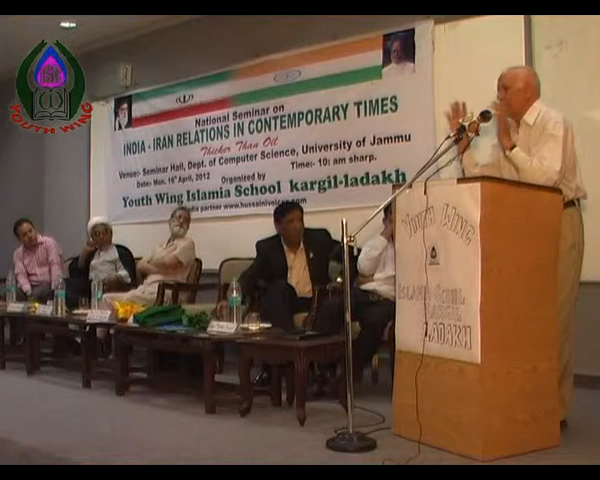 YOUTH WING
National Seminar on
INDIA - IRAN RELATIONS IN CONTEMPORARY TIMES
Thicker Than Oil
Venue:- Seminar Hall, Dept. of Computer Science, University of Jammu
Date:- Mon. 16th April, 2012 Time:- 10: am sharp.
Organized by
Youth Wing Islamia School kargil-ladakh
Media partner www.hussainivoice.com
YOUTH WING
ISLAMIA SCHOOL
KARGIL
LADAKH